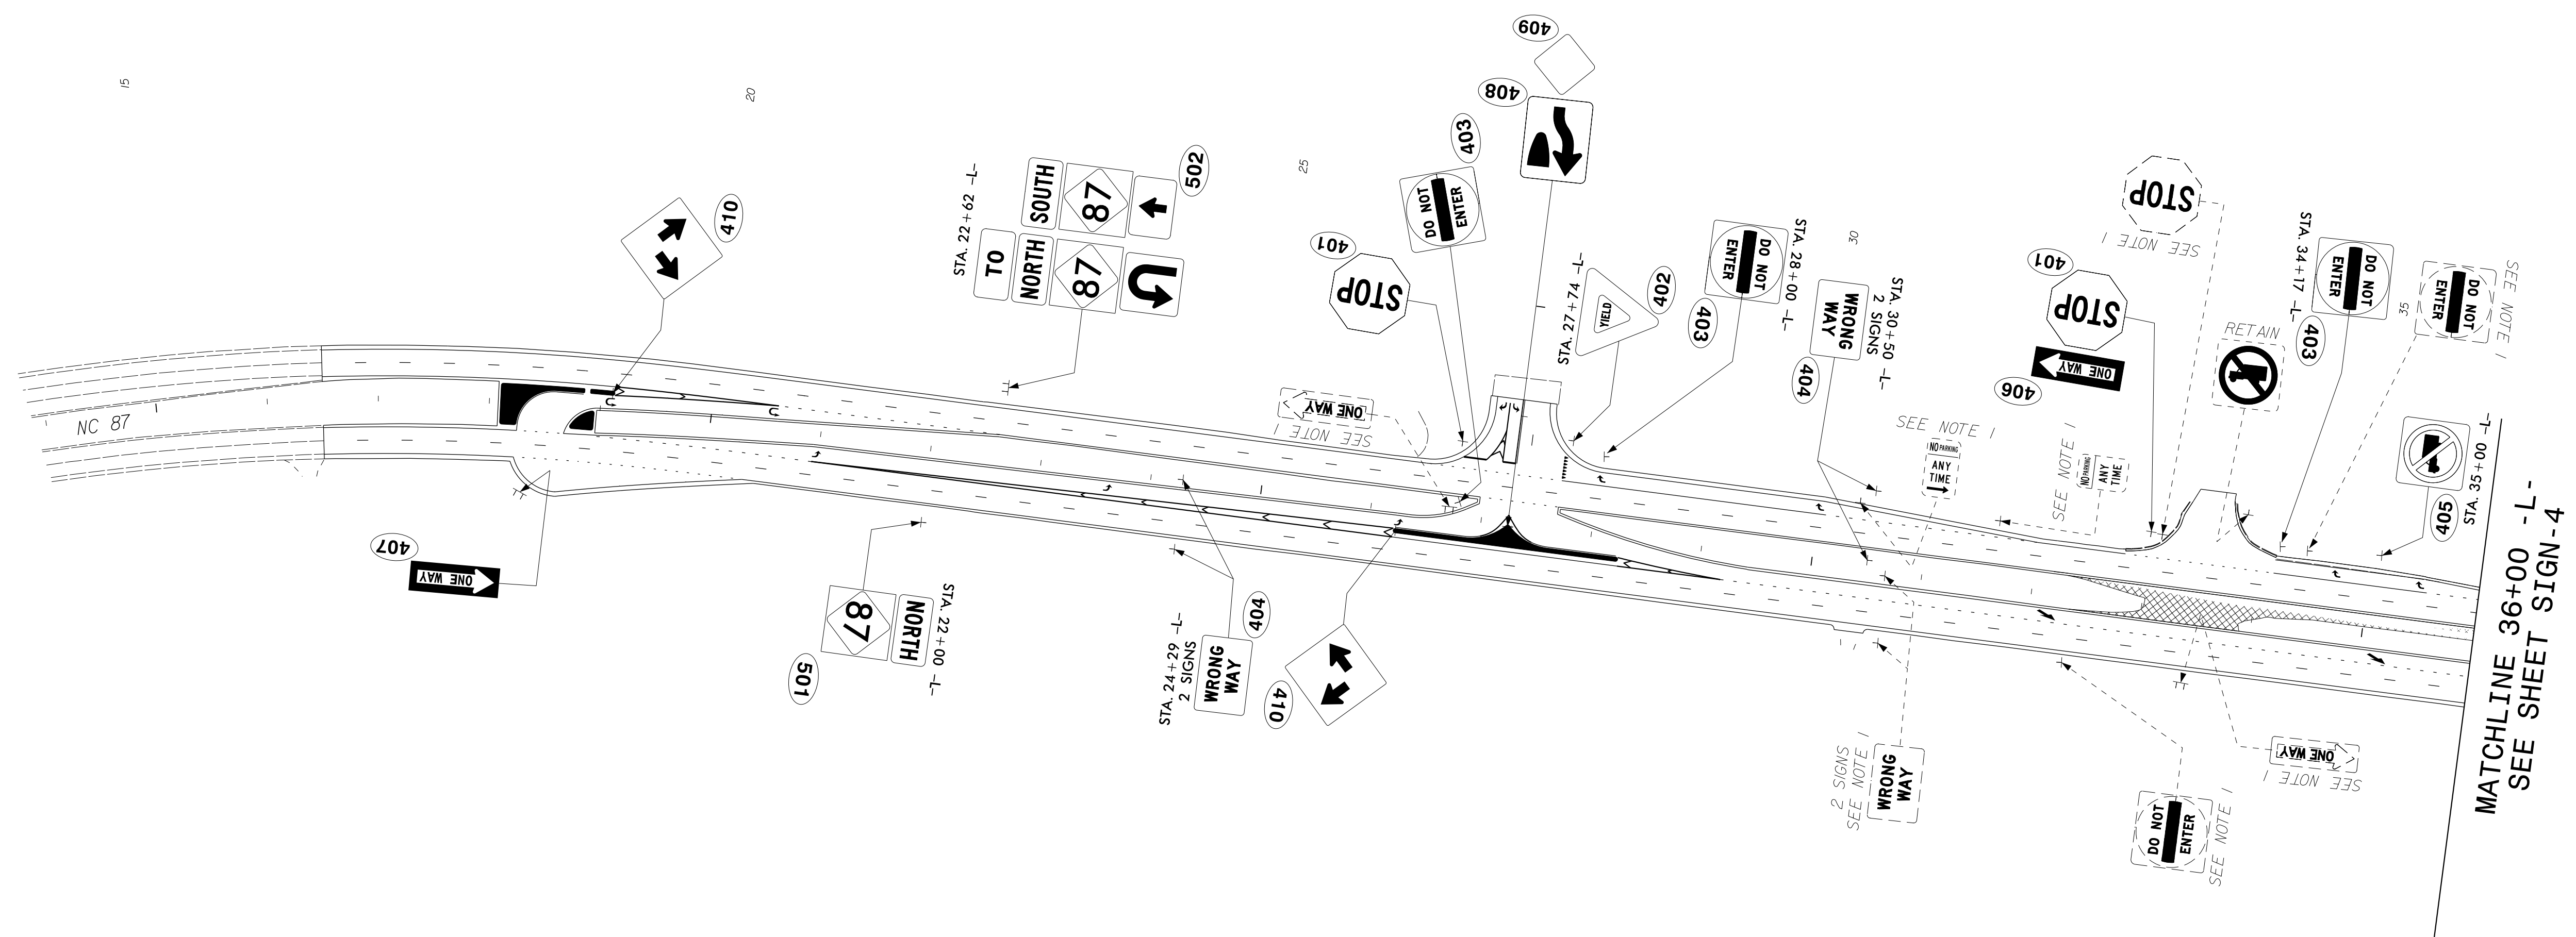 15
20
25
30
35
NC 87
410
STA. 22+62 -L-
TO
SOUTH
87
NORTH
87
502
401
STOP
403
DO NOT
ENTER
409
408
STA. 27+74 -L-
YIELD
402
DO NOT
ENTER
STA. 28+00 -L-
403
WRONG
WAY
STA. 30+50 -L-
2 SIGNS
404
ONE WAY
SEE NOTE 1
SEE NOTE 1
NO PARKING
ANY
TIME
SEE NOTE 1
NO PARKING
ANY
TIME
STOP
SEE NOTE 1
401
STOP
ONE WAY
406
RETAIN
STA. 34+17 -L-
DO NOT
ENTER
403
DO NOT
ENTER
SEE NOTE 1
405
STA. 35+00 -L-
407
ONE WAY
87
NORTH
STA. 22+00 -L-
501
STA. 24+29 -L-
2 SIGNS
WRONG
WAY
404
410
2 SIGNS
SEE NOTE 1
WRONG
WAY
DO NOT
ENTER
SEE NOTE 1
ONE WAY
SEE NOTE 1
MATCHLINE 36+00 -L-
SEE SHEET SIGN-4